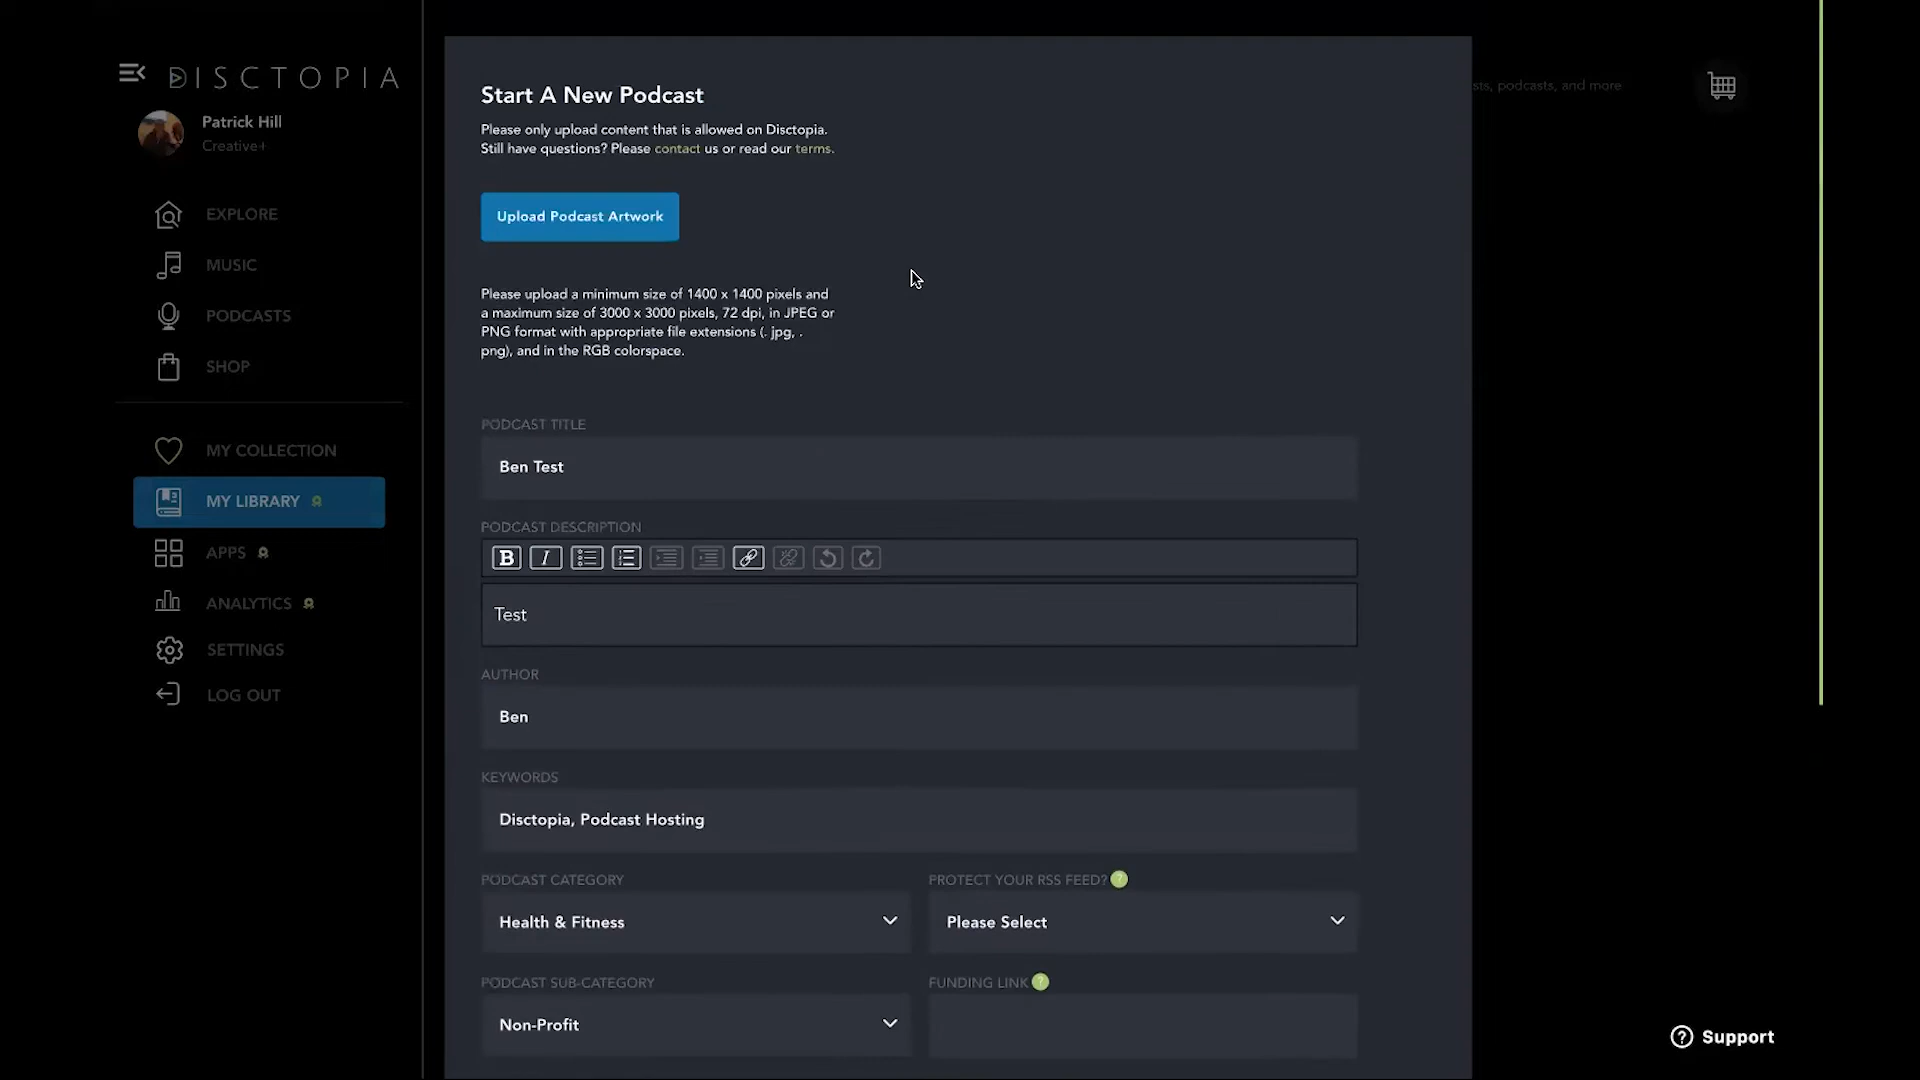 DISCTOPIA
Patrick Hill
Creative+
EXPLORE
MUSIC
PODCASTS
SHOP
MY COLLECTION
MY LIBRARY
APPS
ANALYTICS
SETTINGS
LOG OUT
Start A New Podcast
Please only upload content that is allowed on Disctopia.
Still have questions? Please contact us or read our terms.
Upload Podcast Artwork
Please upload a minimum size of 1400 x 1400 pixels and
a maximum size of 3000 x 3000 pixels, 72 dpi, in JPEG or
PNG format with appropriate file extensions (. jpg, .
png), and in the RGB colorspace.
PODCAST TITLE
Ben Test
PODCAST DESCRIPTION
B I
Test
AUTHOR
Ben
KEYWORDS
Disctopia, Podcast Hosting
PODCAST CATEGORY
Health & Fitness
PROTECT YOUR RSS FEED? ?
Please Select
PODCAST SUB-CATEGORY
Non-Profit
FUNDING LINK ?
podcasts, and more
? Support